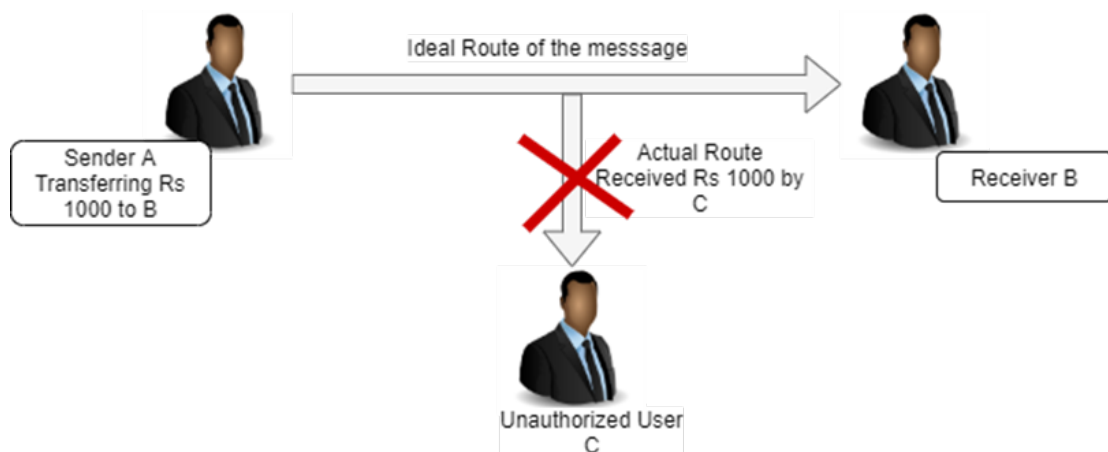 Ideal Route of the messsage
Sender A
Transferring Rs
1000 to B
Actual Route
Received Rs 1000 by
C
Receiver B
Unauthorized User
C